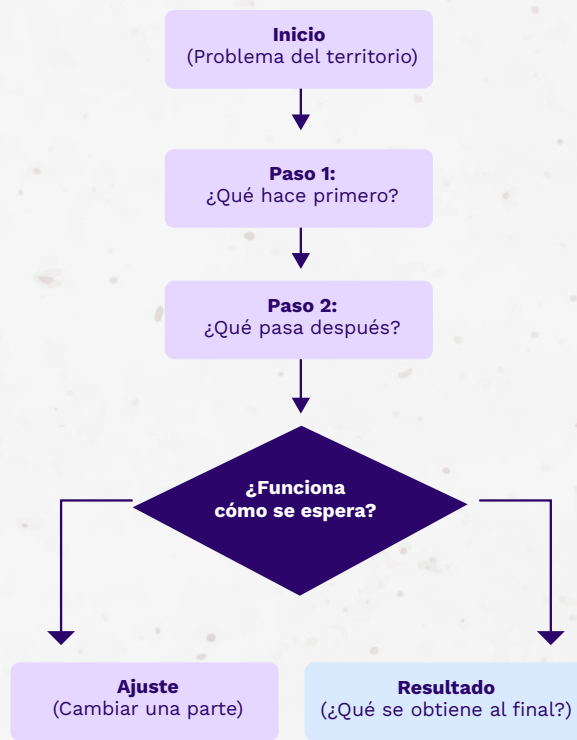 Inicio
(Problema del territorio)
Paso 1:
¿Qué hace primero?
Paso 2:
¿Qué pasa después?
¿Funciona
cómo se espera?
Ajuste
(Cambiar una parte)
Resultado
(¿Qué se obtiene al final?)